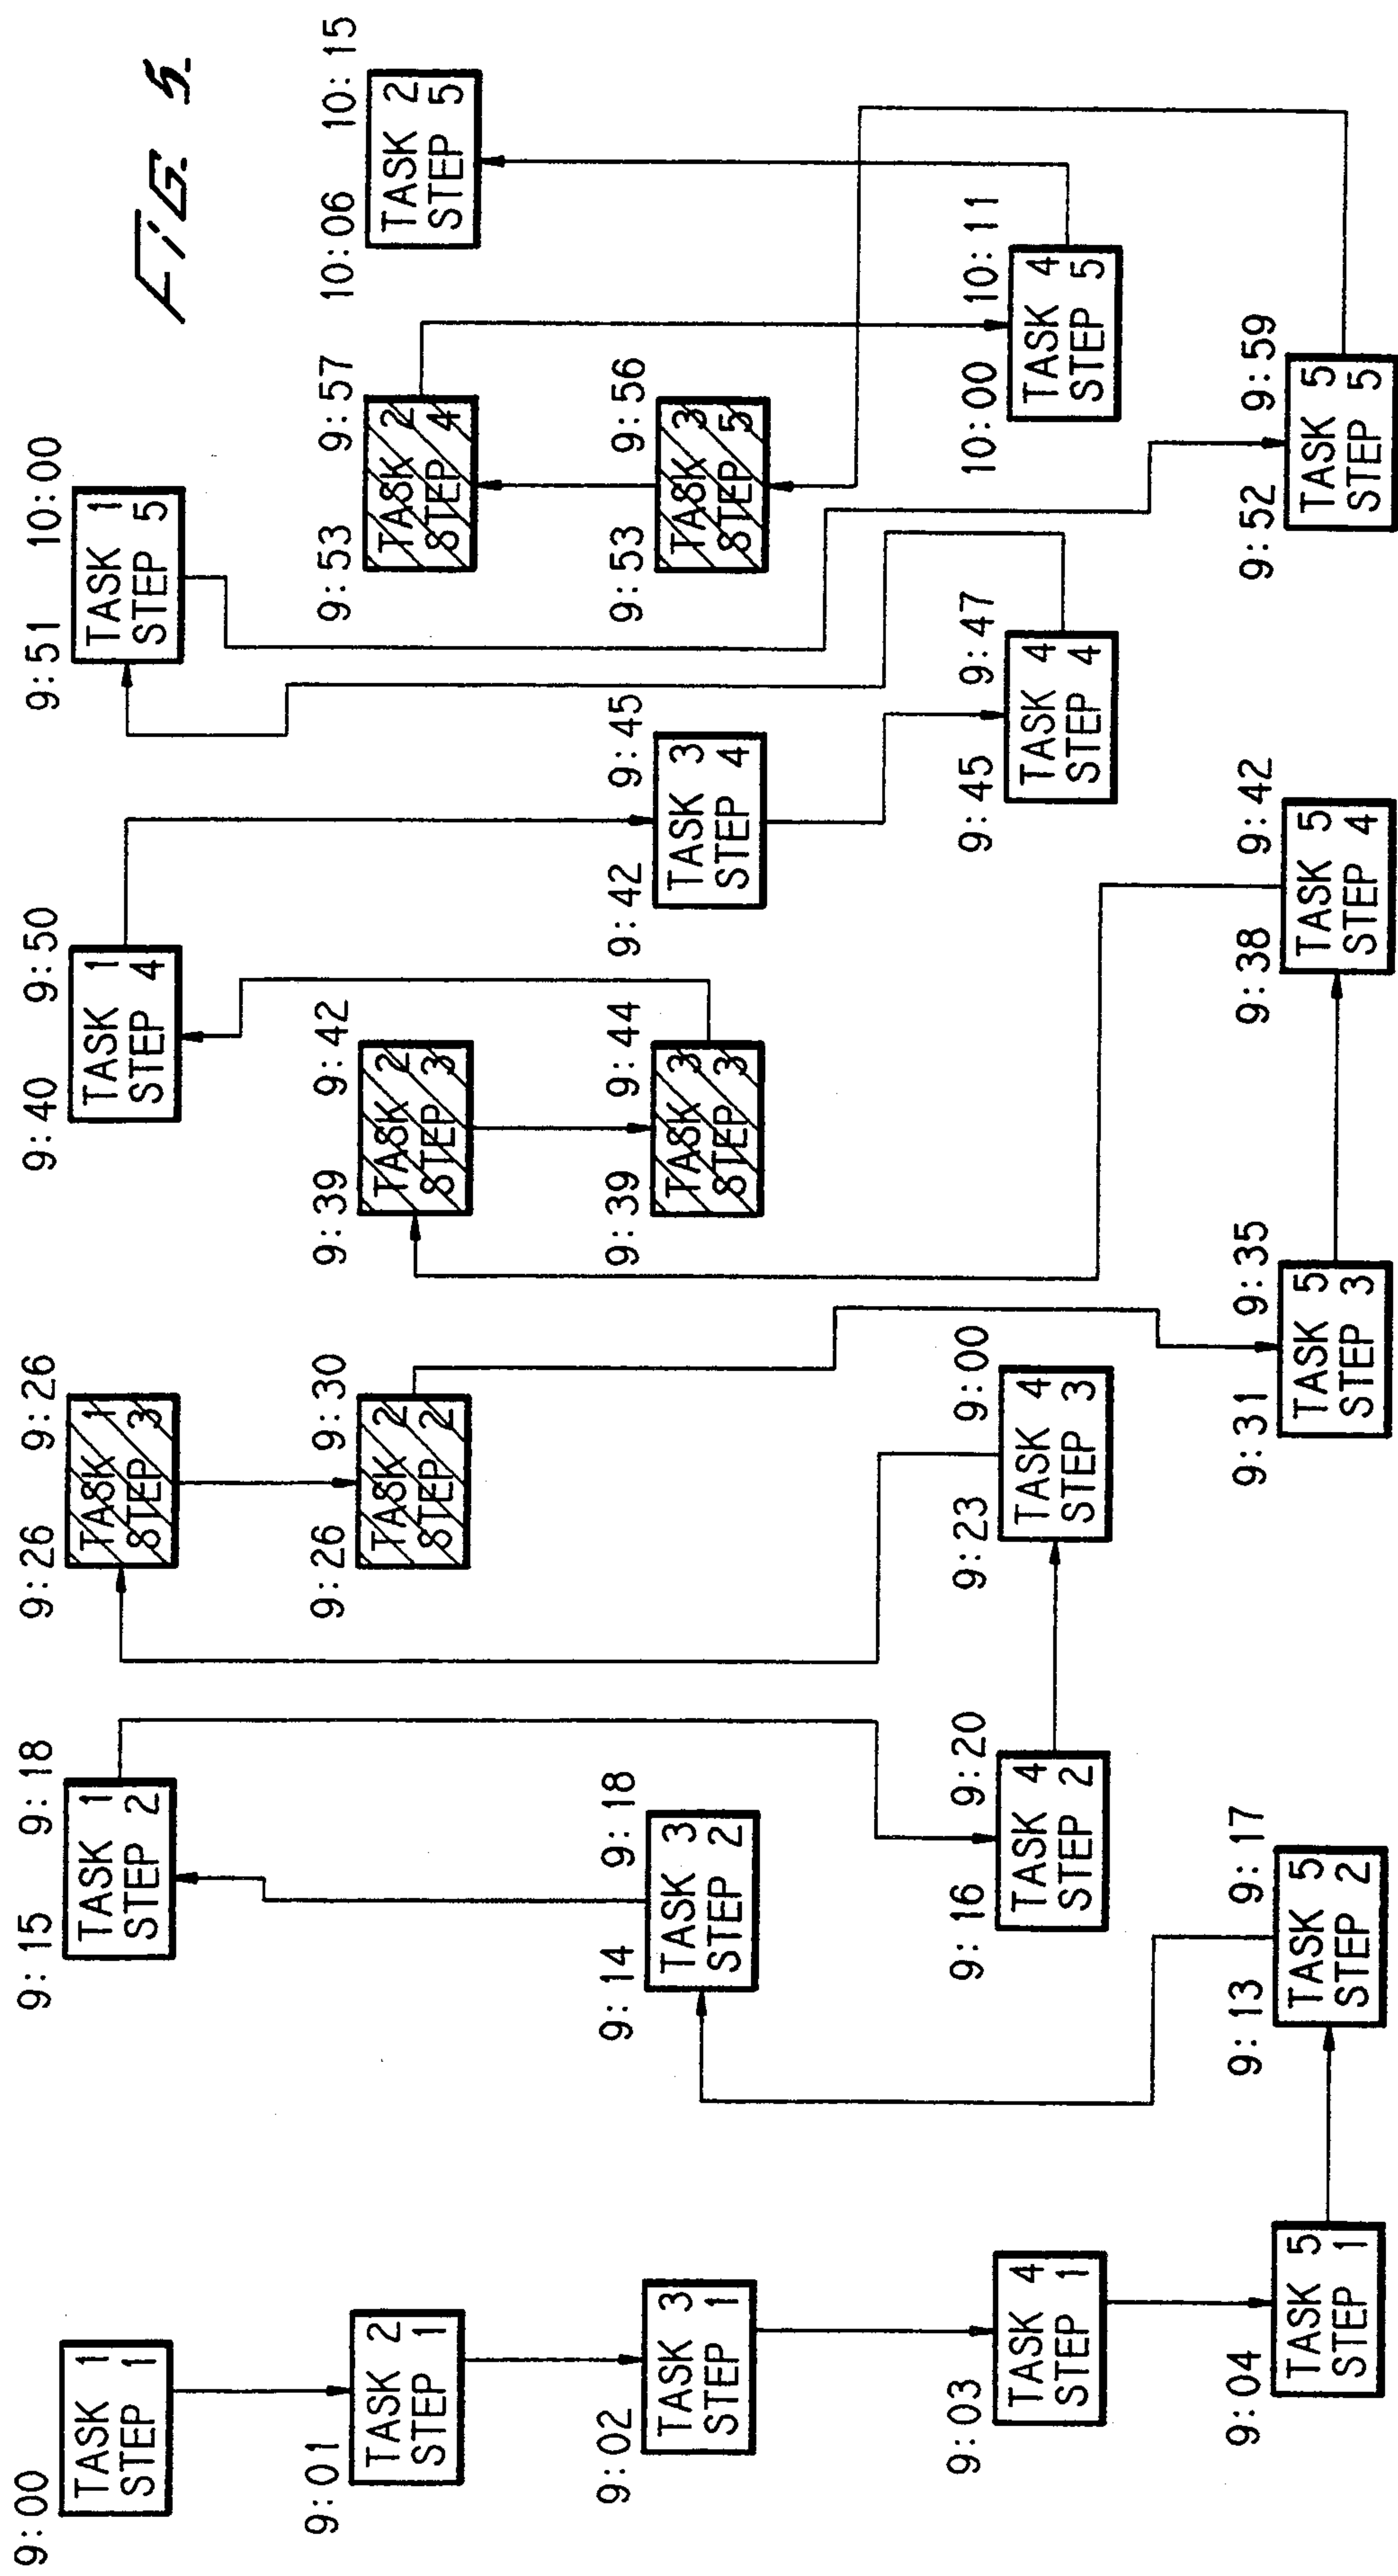 FIG. 5.
9:00
TASK 1
STEP 1
9:15 9:18
TASK 1
STEP 2
9:26 9:26
TASK 1
STEP 3
9:40 9:50
TASK 1
STEP 4
9:51 10:00
TASK 1
STEP 5
9:01
TASK 2
STEP 1
9:26 9:30
TASK 2
STEP 2
9:39 9:42
TASK 2
STEP 3
9:53 9:57
TASK 2
STEP 4
10:06 10:15
TASK 2
STEP 5
9:02
TASK 3
STEP 1
9:14 9:18
TASK 3
STEP 2
9:39 9:44
TASK 3
STEP 3
9:42 9:45
TASK 3
STEP 4
9:53 9:56
TASK 3
STEP 5
9:03
TASK 4
STEP 1
9:16 9:20
TASK 4
STEP 2
9:23 9:00
TASK 4
STEP 3
9:45 9:47
TASK 4
STEP 4
10:00 10:11
TASK 4
STEP 5
9:04
TASK 5
STEP 1
9:13 9:17
TASK 5
STEP 2
9:31 9:35
TASK 5
STEP 3
9:38 9:42
TASK 5
STEP 4
9:52 9:59
TASK 5
STEP 5